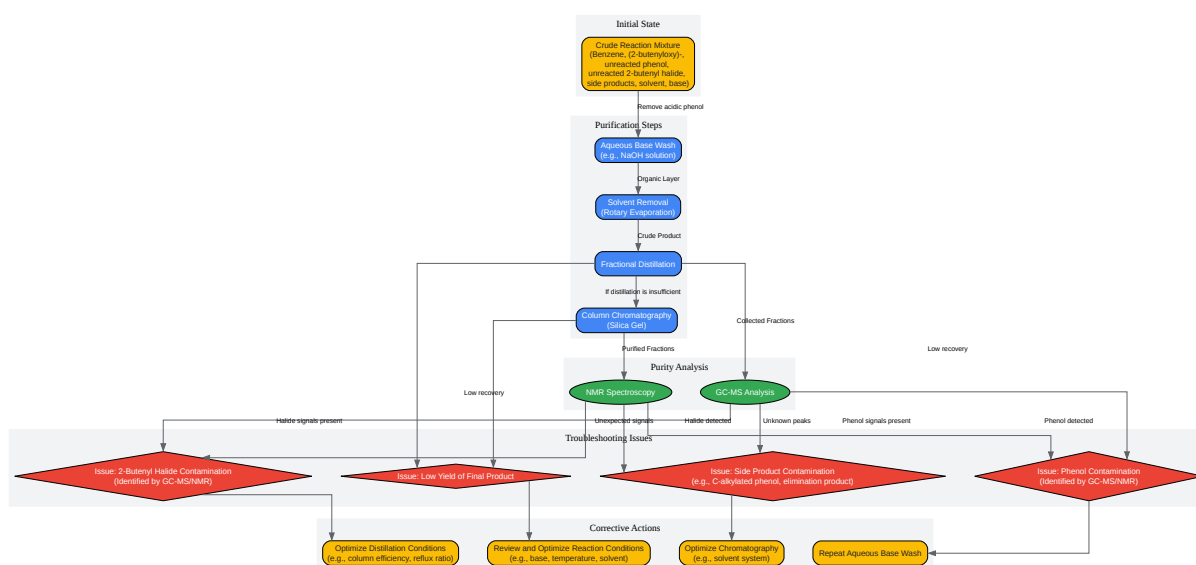 Initial State
Crude Reaction Mixture
(Benzene, (2-butenyloxy)-,
unreacted phenol,
unreacted 2-butenyl halide,
side products, solvent, base)
Remove acidic phenol
Purification Steps
Aqueous Base Wash
(e.g., NaOH solution)
Organic Layer
Solvent Removal
(Rotary Evaporation)
Crude Product
Fractional Distillation
If distillation is insufficient
Column Chromatography
(Silica Gel)
Collected Fractions
Purified Fractions
Low recovery
Purity Analysis
NMR Spectroscopy
GC-MS Analysis
Low recovery
Halide signals present
Unexpected signals
Halide detected
Unknown peaks
Phenol signals present
Phenol detected
Troubleshooting Issues
Issue: 2-Butenyl Halide Contamination
(Identified by GC-MS/NMR)
Issue: Low Yield of Final Product
Issue: Side Product Contamination
(e.g., C-alkylated phenol, elimination product)
Issue: Phenol Contamination
(Identified by GC-MS/NMR)
Corrective Actions
Optimize Distillation Conditions
(e.g., column efficiency, reflux ratio)
Review and Optimize Reaction Conditions
(e.g., base, temperature, solvent)
Optimize Chromatography
(e.g., solvent system)
Repeat Aqueous Base Wash